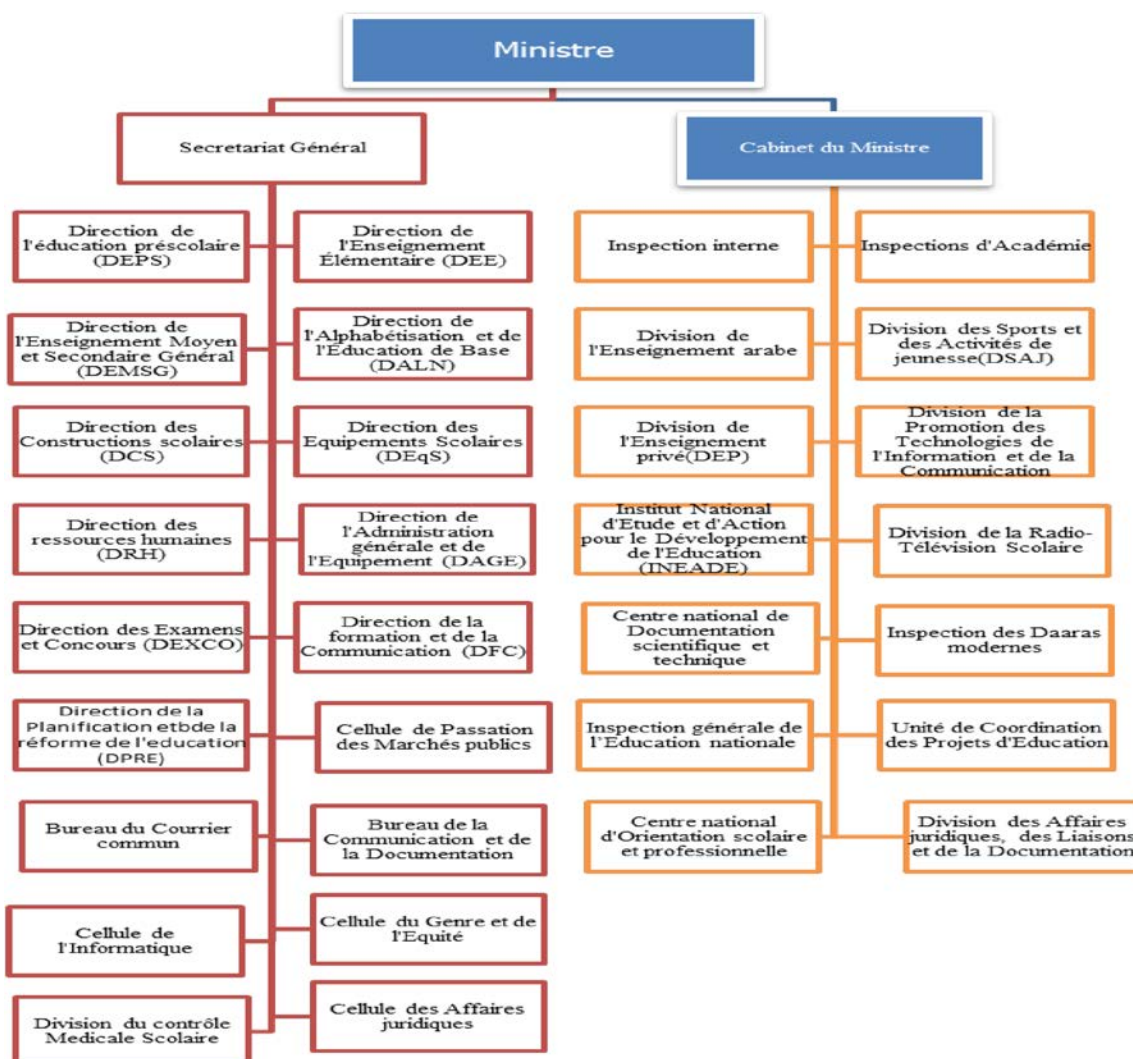 Ministre
Secretariat Général
Cabinet du Ministre
Direction de
l'éducation préscolaire
(DEPS)
Direction de
l'Enseignement
Élémentaire (DEE)
Inspection interne
Inspections d'Académie
Direction de
l'Enseignement Moyen
et Secondaire Général
(DEMSG)
Direction de
l'Alphabétisation et de
l'Éducation de Base
(DALN)
Division de
l'Enseignement arabe
Division des Sports et
des Activités de
jeunesse(DSAJ)
Direction des
Constructions scolaires
(DCS)
Direction des
Equipements Scolaires
(DEqS)
Division de
l'Enseignement
privé(DEP)
Division de la
Promotion des
Technologies de
l'Information et de la
Communication
Direction des
ressources humaines
(DRH)
Direction de
l'Administration
générale et de
l'Equipement (DAGE)
Institut National
d'Etude et d'Action
pour le Développement
de l'Education
(INEADE)
Division de la Radio-
Télévision Scolaire
Direction des Examens
et Concours (DEXCO)
Direction de la
formation et de la
Communication (DFC)
Centre national de
Documentation
scientifique et
technique
Inspection des Daaras
modernes
Direction de la
Planification etbde la
réforme de l'education
(DPRE)
Cellule de Passation
des Marchés publics
Inspection générale de
l'Education nationale
Unité de Coordination
des Projets d'Education
Bureau du Courrier
commun
Bureau de la
Communication et de
la Documentation
Centre national
d'Orientation scolaire
et professionnelle
Division des Affaires
juridiques, des Liaisons
et de la Documentation
Cellule de
l'Informatique
Cellule du Genre et de
l'Equité
Division du contrôle
Medicale Scolaire
Cellule des Affaires
juridiques